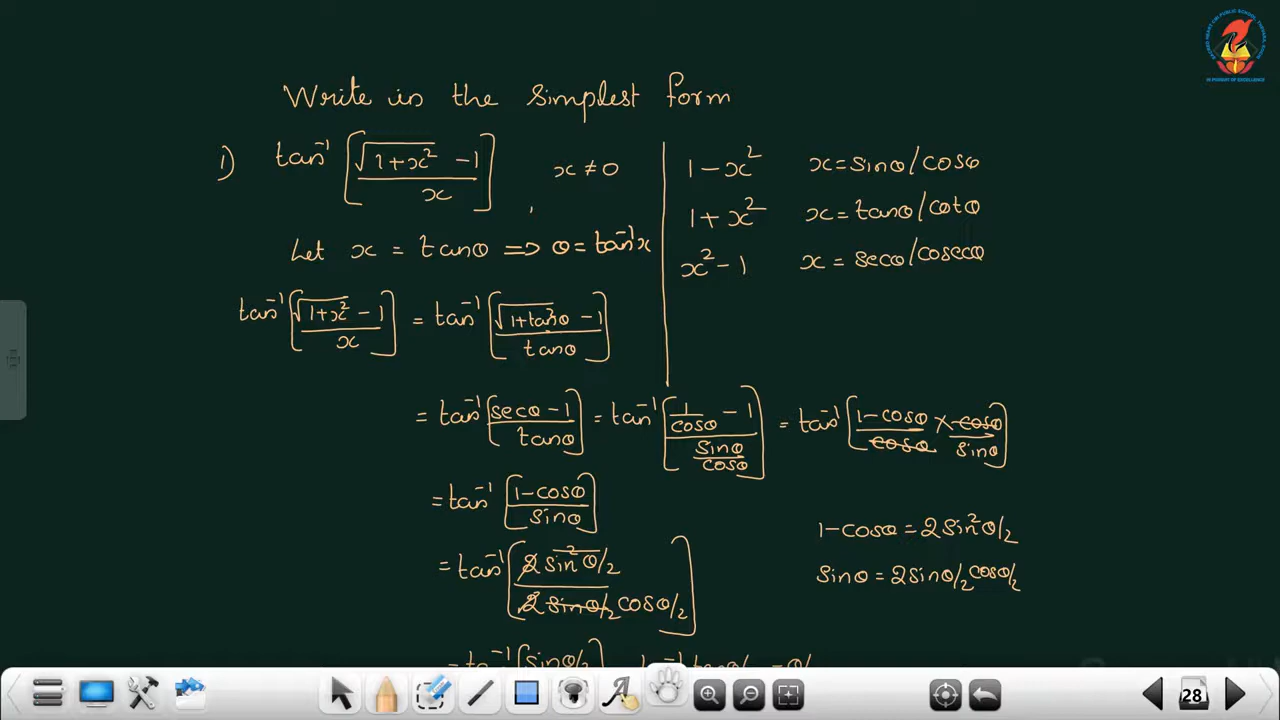 Write in the simplest form
1) tan⁻¹ [(√(1+x²) -1)/x] x≠0
Let x = tanθ ⇒ θ = tan⁻¹x
1-x² x=sinθ/cosθ
1+x² x=tanθ/cotθ
x²-1 x=secθ/cosecθ
tan⁻¹[(√(1+x²) -1)/x] = tan⁻¹[(√(1+tan²θ) -1)/tanθ]
= tan⁻¹[(secθ-1)/tanθ] = tan⁻¹[(1/cosθ -1)/(sinθ/cosθ)] = tan⁻¹[(1-cosθ)/cosθ × cosθ/sinθ]
= tan⁻¹[(1-cosθ)/sinθ]
1-cosθ = 2sin²θ/2
= tan⁻¹[2sin²θ/2 / 2sinθ/2 cosθ/2]
sinθ = 2sinθ/2 cosθ/2
28